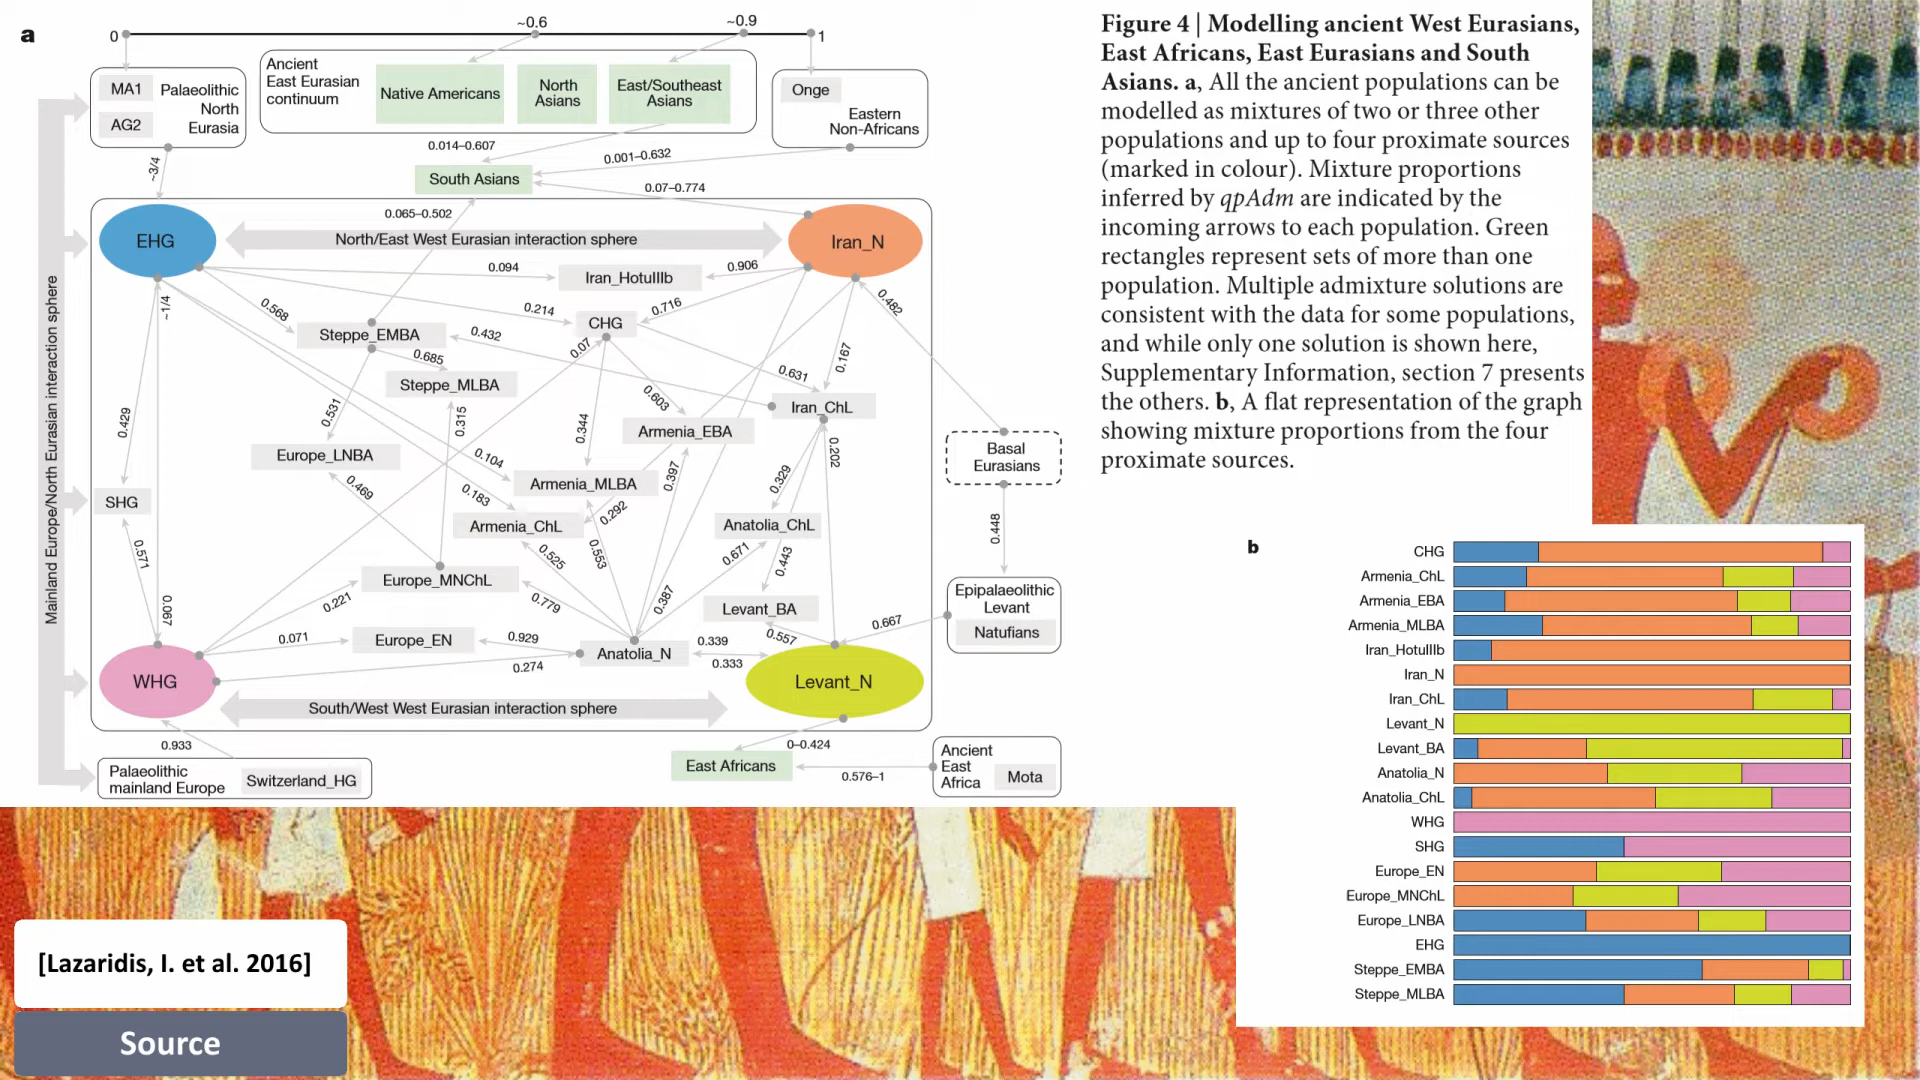 a
0
~0.6
~0.9
1
MA1
AG2
Palaeolithic
North
Eurasia
Ancient
East Eurasian
continuum
Native Americans
North
Asians
East/Southeast
Asians
Onge
Eastern
Non-Africans
~3/4
0.014–0.607
0.001–0.632
South Asians
0.07–0.774
0.065–0.502
Mainland Europe/North Eurasian interaction sphere
EHG
North/East West Eurasian interaction sphere
Iran_N
0.094
Iran_HotuIIIb
0.906
~1/4
0.568
0.214
0.716
0.482
CHG
Steppe_EMBA
0.432
0.07
0.685
0.167
0.631
Steppe_MLBA
0.603
0.531
0.315
0.429
0.344
Iran_ChL
Armenia_EBA
Europe_LNBA
0.104
0.202
Basal
Eurasians
0.397
0.329
Armenia_MLBA
0.469
0.183
0.292
SHG
Armenia_ChL
Anatolia_ChL
0.448
0.571
0.525
0.553
0.671
0.443
Europe_MNChL
0.221
0.779
0.387
0.067
Levant_BA
Epipalaeolithic
Levant
Natufians
0.667
0.071
Europe_EN
0.929
0.339
0.557
Anatolia_N
0.274
0.333
WHG
Levant_N
South/West West Eurasian interaction sphere
0.933
0–0.424
Palaeolithic
mainland Europe
Switzerland_HG
East Africans
0.576–1
Ancient
East
Africa
Mota
Figure 4 | Modelling ancient West Eurasians,
East Africans, East Eurasians and South
Asians. a, All the ancient populations can be
modelled as mixtures of two or three other
populations and up to four proximate sources
(marked in colour). Mixture proportions
inferred by qpAdm are indicated by the
incoming arrows to each population. Green
rectangles represent sets of more than one
population. Multiple admixture solutions are
consistent with the data for some populations,
and while only one solution is shown here,
Supplementary Information, section 7 presents
the others. b, A flat representation of the graph
showing mixture proportions from the four
proximate sources.
b
CHG
Armenia_ChL
Armenia_EBA
Armenia_MLBA
Iran_HotuIIIb
Iran_N
Iran_ChL
Levant_N
Levant_BA
Anatolia_N
Anatolia_ChL
WHG
SHG
Europe_EN
Europe_MNChL
Europe_LNBA
EHG
Steppe_EMBA
Steppe_MLBA
[Lazaridis, I. et al. 2016]
Source